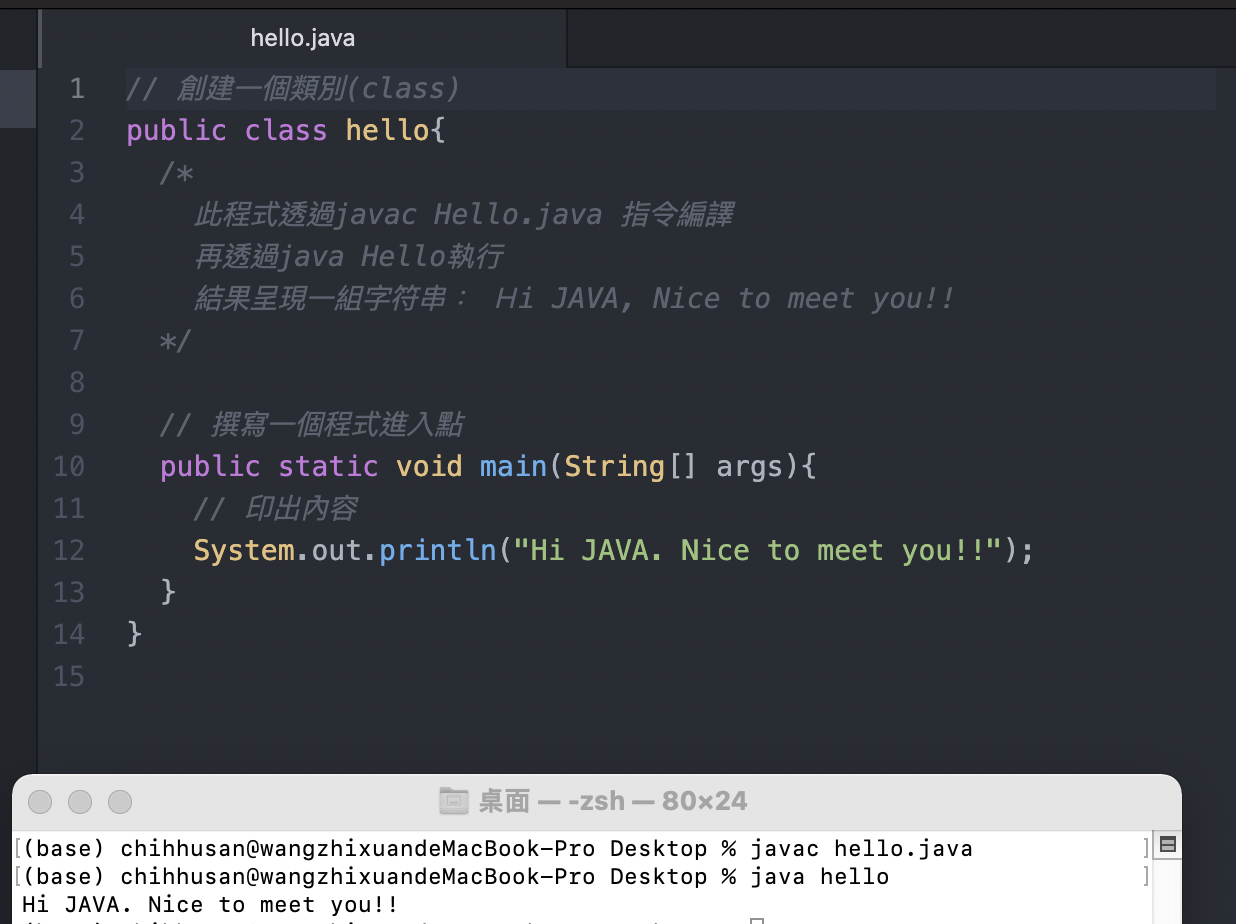 hello.java
1 // 創建一個類別(class)
2 public class hello{
3 /*
4 此程式透過javac Hello.java 指令編譯
5 再透過java Hello執行
6 結果呈現一組字符串： Hi JAVA, Nice to meet you!!
7 */
8
9 // 撰寫一個程式進入點
10 public static void main(String[] args){
11 // 印出內容
12 System.out.println("Hi JAVA. Nice to meet you!!");
13 }
14 }
15
桌面 — -zsh — 80×24
[(base) chihhusan@wangzhixuandeMacBook-Pro Desktop % javac hello.java ]
[(base) chihhusan@wangzhixuandeMacBook-Pro Desktop % java hello ]
Hi JAVA. Nice to meet you!!